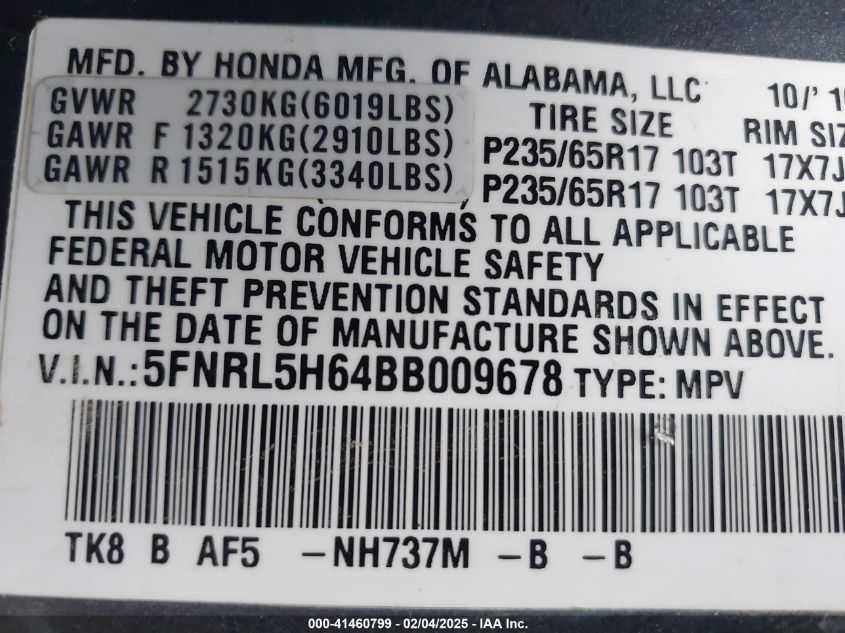 MFD. BY HONDA MFG. OF ALABAMA, LLC 10/'
GVWR 2730KG(6019LBS) TIRE SIZE RIM
GAWR F 1320KG(2910LBS) P235/65R17 103T 17X7J
GAWR R 1515KG(3340LBS), P235/65R17 103T 17X7J
THIS VEHICLE CONFORMS TO ALL APPLICABLE
FEDERAL MOTOR VEHICLE SAFETY
AND THEFT PREVENTION STANDARDS IN EFFECT
ON THE DATE OF MANUFACTURE SHOWN ABOVE.
V.I.N.: 5FNRL5H64BB009678 TYPE: MPV
TK8 B AF5 -NH737M -B -B
000-41460799 - 02/04/2025 - IAA Inc.